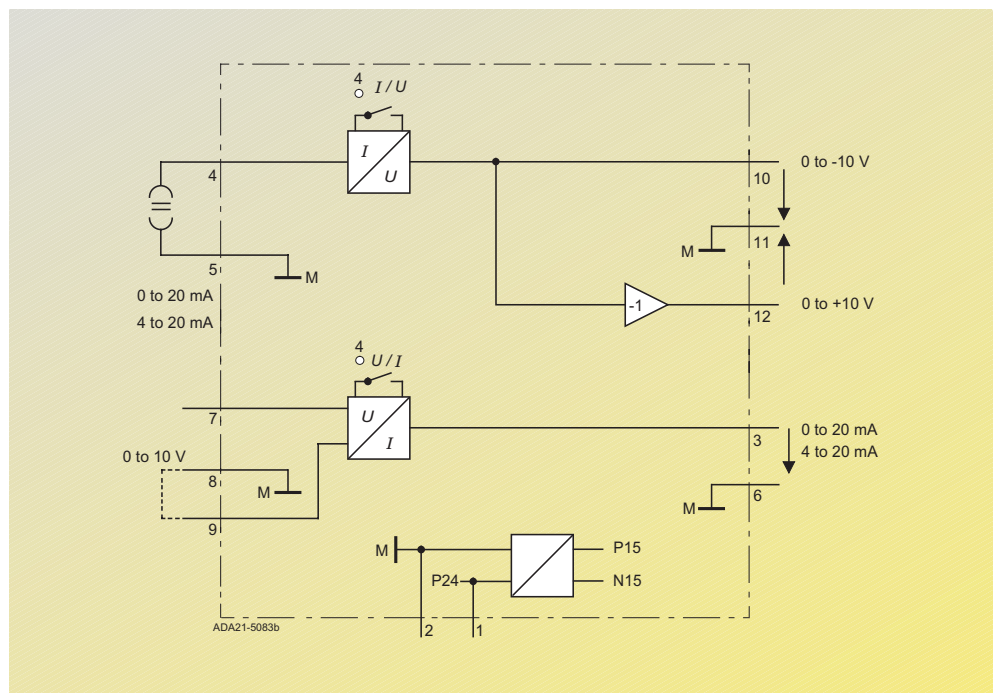 4
I / U
I
U
4
0 to -10 V
10
M
11
5
M
0 to 20 mA
4 to 20 mA
-1
12
0 to +10 V
4
U / I
7
U
I
3
0 to 20 mA
4 to 20 mA
0 to 10 V
8
M
6
M
9
M
P15
P24
N15
ADA21-5083b
2
1